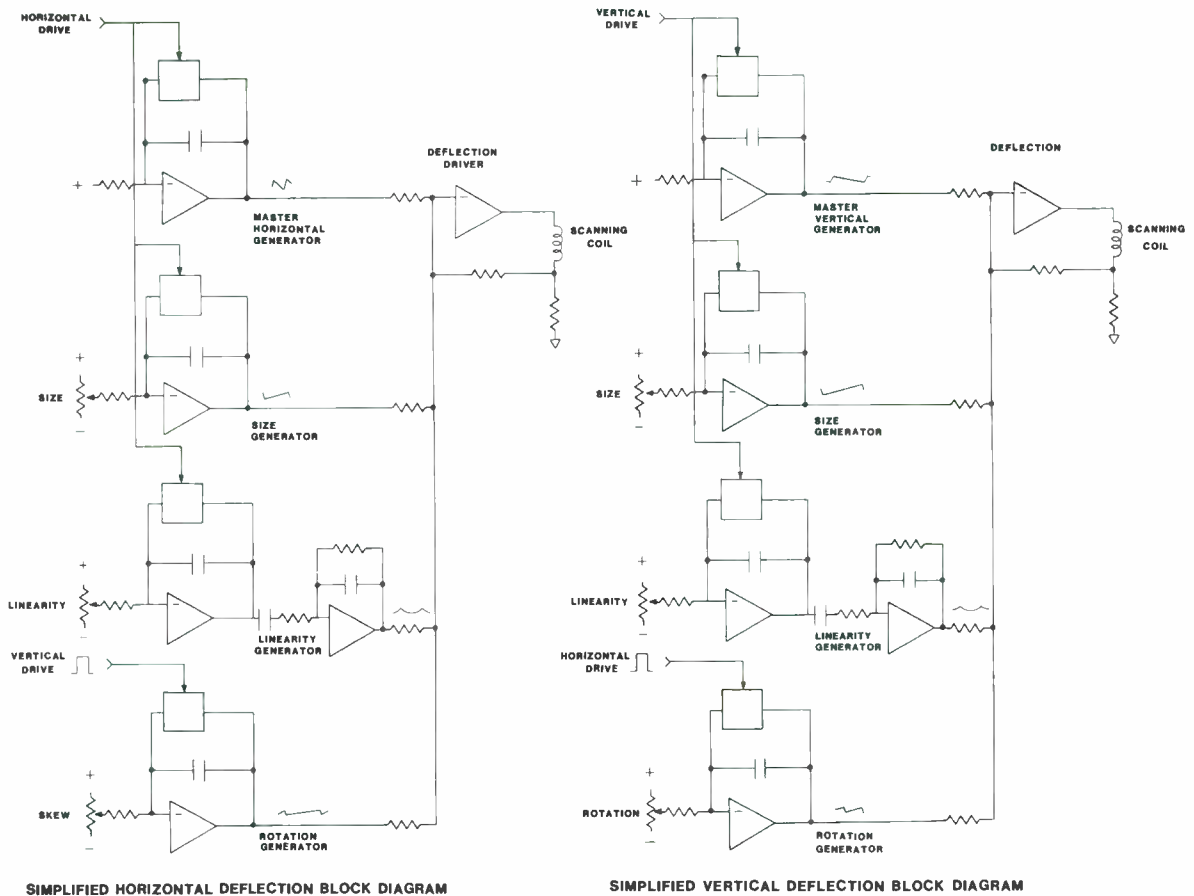 HORIZONTAL
DRIVE
+
−
MASTER
HORIZONTAL
GENERATOR
DEFLECTION
DRIVER
−
SCANNING
COIL
+
SIZE
−
−
SIZE
GENERATOR
+
LINEARITY
−
−
LINEARITY
GENERATOR
−
VERTICAL
DRIVE
+
SKEW
−
−
ROTATION
GENERATOR
SIMPLIFIED HORIZONTAL DEFLECTION BLOCK DIAGRAM
VERTICAL
DRIVE
+
−
MASTER
VERTICAL
GENERATOR
DEFLECTION
−
SCANNING
COIL
+
SIZE
−
−
SIZE
GENERATOR
+
LINEARITY
−
−
LINEARITY
GENERATOR
−
HORIZONTAL
DRIVE
+
ROTATION
−
−
ROTATION
GENERATOR
SIMPLIFIED VERTICAL DEFLECTION BLOCK DIAGRAM